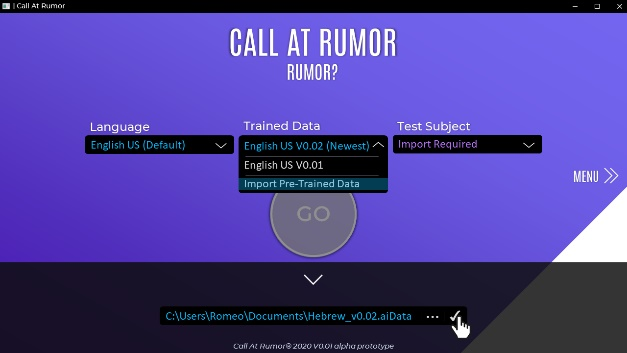 | Call At Rumor
CALL AT RUMOR
RUMOR?
Language
Trained Data
Test Subject
English US (Default)
English US V0.02 (Newest)
Import Required
English US V0.01
Import Pre-Trained Data
MENU
GO
C:\Users\Romeo\Documents\Hebrew_v0.02.aiData
...
Call At Rumor® 2020 V0.01 alpha prototype